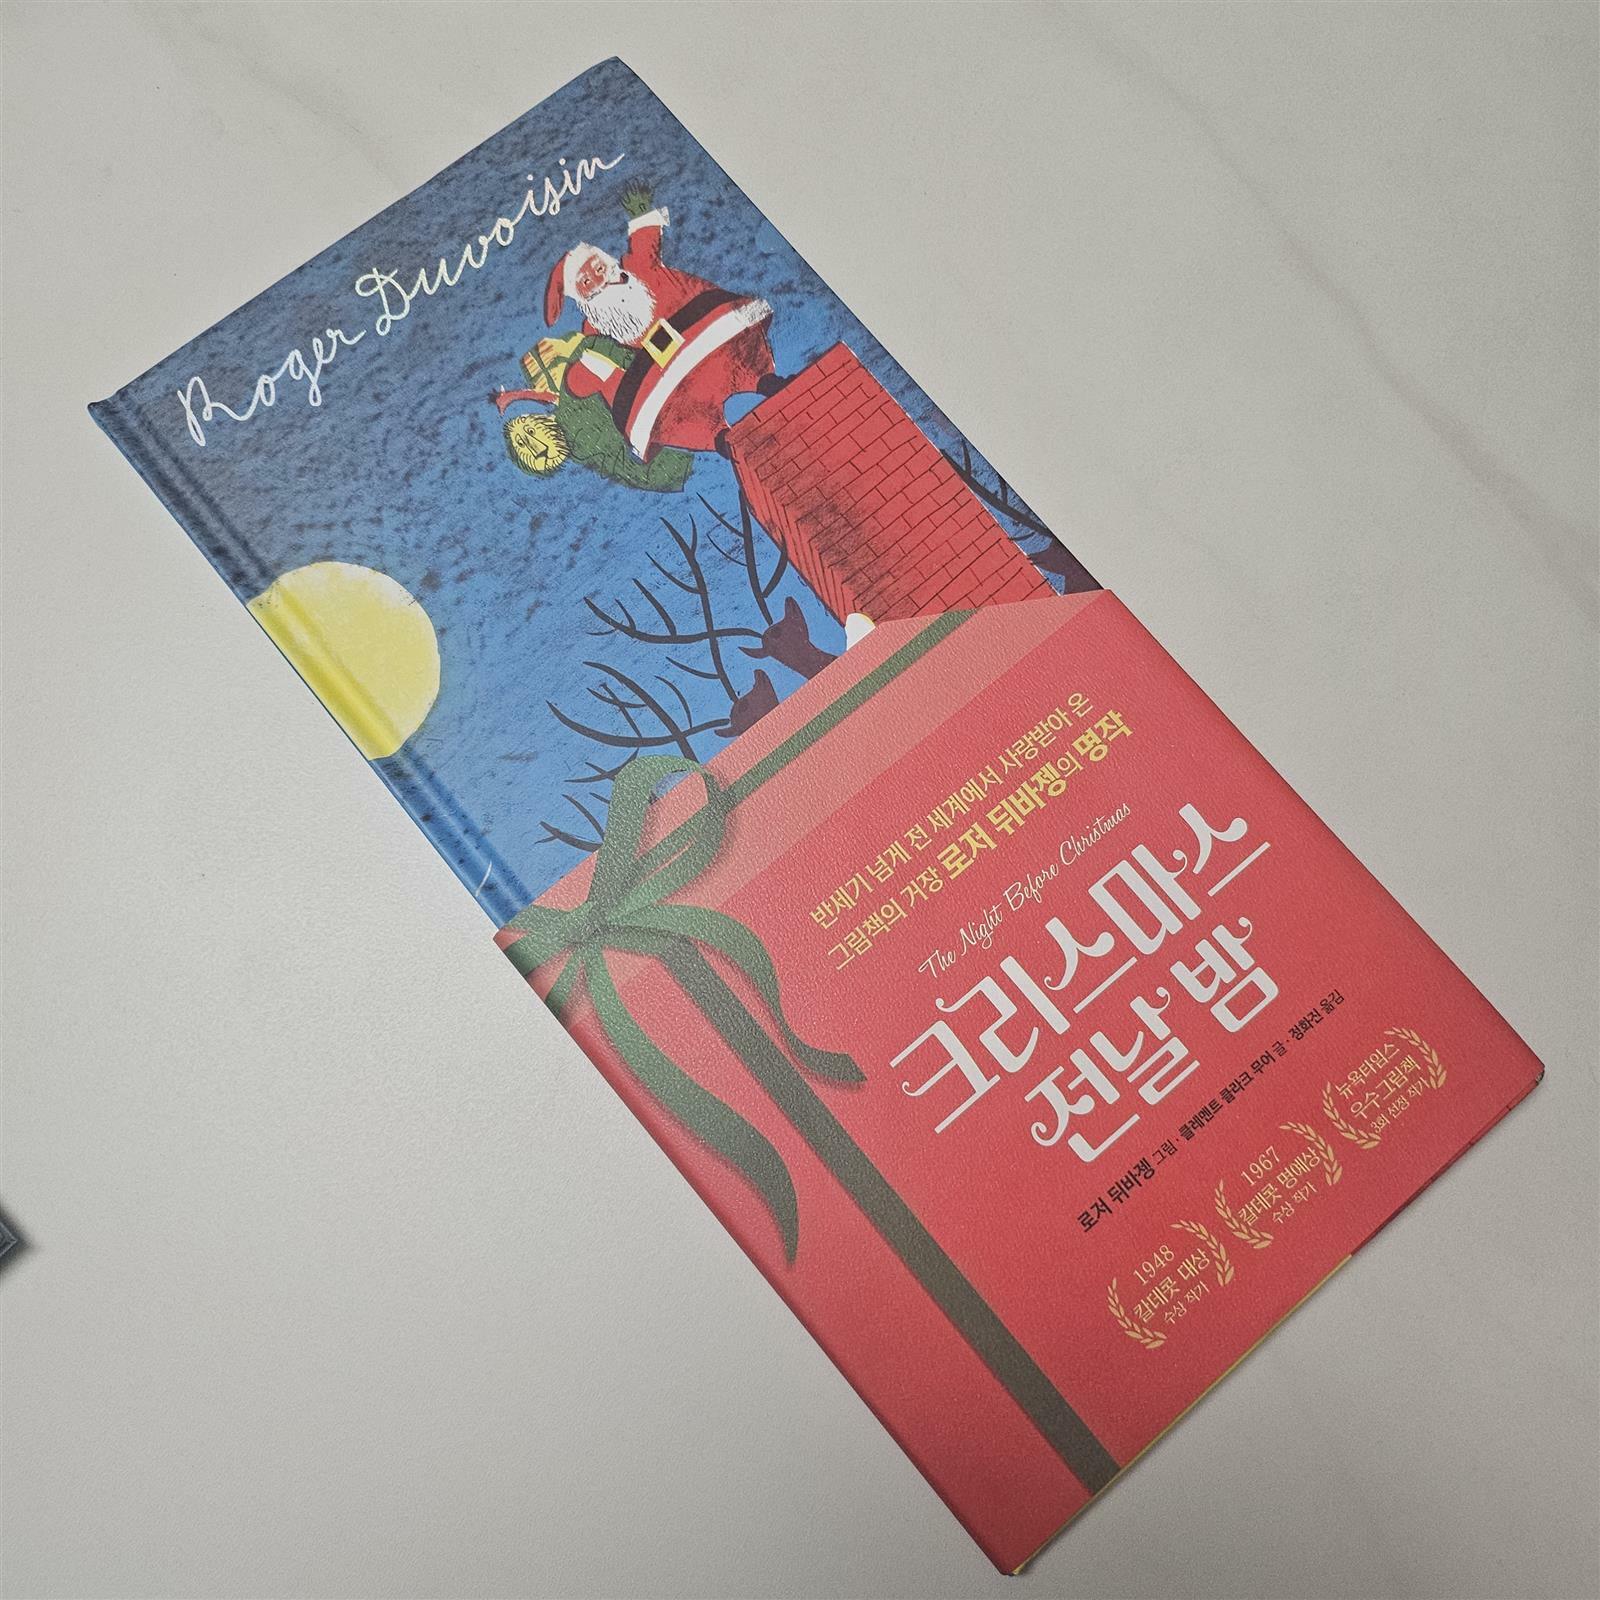 Roger Duvoisin
반세기 넘게 전 세계에서 사랑받아 온
그림책의 거장 로저 뒤바젱의 명작
The Night Before Christmas
크리스마스
전날 밤
로저 뒤바젱 그림 · 클레멘트 클라크 무어 글 · 정화진 옮김
1948
칼데콧 대상
수상 작가
1967
칼데콧 명예상
수상 작가
뉴욕타임스
우수 그림책
3회 선정 작가